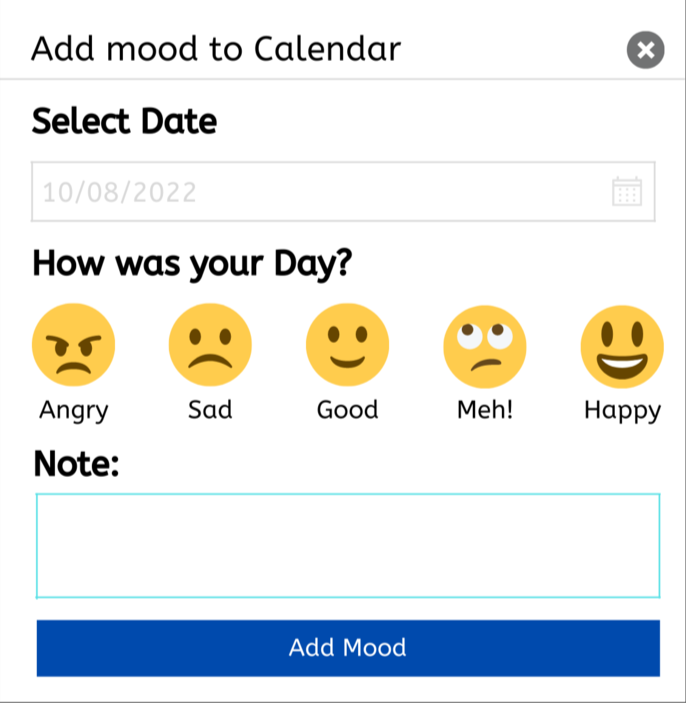 Add mood to Calendar
Select Date
10/08/2022
How was your Day?
Angry Sad Good Meh! Happy
Note:
Add Mood